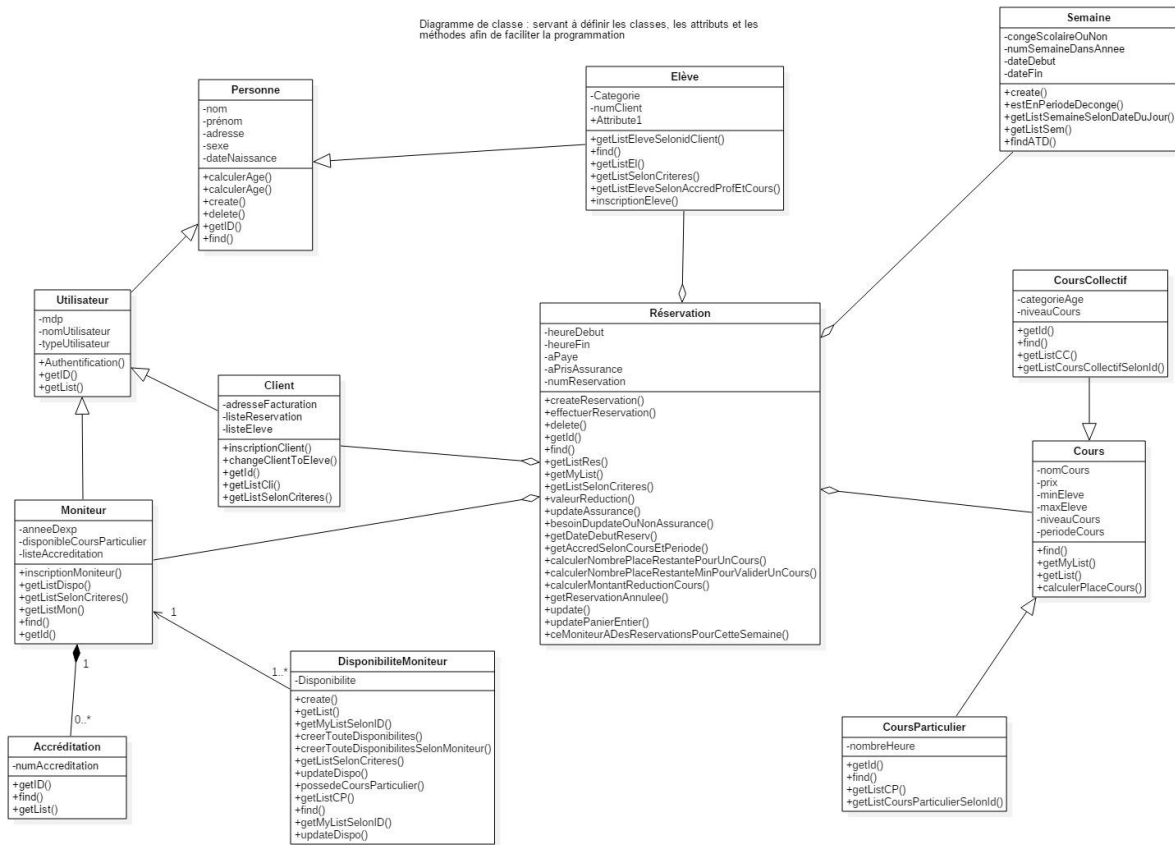 Diagramme de classe : servant à définir les classes, les attributs et les
méthodes afin de faciliter la programmation
Semaine
-congeScolaireOuNon
-numSemaineDansAnnee
-dateDebut
-dateFin
+create()
+estEnPeriodeDeconge()
+getListSemaineSelonDateDuJour()
+getListSem()
+findATD()
Personne
-nom
-prénom
-adresse
-sexe
-dateNaissance
+calculerAge()
+calculerAge()
+create()
+delete()
+getID()
+find()
Elève
-Categorie
-numClient
+Attribute1
+getListEleveSelonidClient()
+find()
+getListEl()
+getListSelonCriteres()
+getListEleveSelonAccredProfEtCours()
+inscriptionEleve()
Utilisateur
-mdp
-nomUtilisateur
-typeUtilisateur
+Authentification()
+getID()
+getList()
Client
-adresseFacturation
-listeReservation
-listeEleve
+inscriptionClient()
+changeClientToEleve()
+getId()
+getListCli()
+getListSelonCriteres()
Réservation
-heureDebut
-heureFin
-aPaye
-aPrisAssurance
-numReservation
+createReservation()
+effectuerReservation()
+delete()
+getId()
+find()
+getListRes()
+getMyList()
+getListSelonCriteres()
+valeurReduction()
+updateAssurance()
+besoinDupdateOuNonAssurance()
+getDateDebutReserv()
+getAccredSelonCoursEtPeriode()
+calculerNombrePlaceRestantePourUnCours()
+calculerNombrePlaceRestanteMinPourValiderUnCours()
+calculerMontantReductionCours()
+getReservationAnnulee()
+update()
+updatePanierEntier()
+ceMoniteurADesReservationsPourCetteSemaine()
CoursCollectif
-categorieAge
-niveauCours
+getId()
+find()
+getListCC()
+getListCoursCollectifSelonId()
Cours
-nomCours
-prix
-minEleve
-maxEleve
-niveauCours
-periodeCours
+find()
+getMyList()
+getList()
+calculerPlaceCours()
Moniteur
-anneeDexp
-disponibleCoursParticulier
-listeAccreditation
+inscriptionMoniteur()
+getListDispo()
+getListSelonCriteres()
+getListMon()
+find()
+getId()
1
1
1..*
0..*
DisponibiliteMoniteur
-Disponibilite
+create()
+getList()
+getMyListSelonID()
+creerTouteDisponibilites()
+creerTouteDisponibilitesSelonMoniteur()
+getListSelonCriteres()
+updateDispo()
+possedeCoursParticulier()
+getListCP()
+find()
+getMyListSelonID()
+updateDispo()
Accréditation
-numAccreditation
+getID()
+find()
+getList()
CoursParticulier
-nombreHeure
+getId()
+find()
+getListCP()
+getListCoursParticulierSelonId()